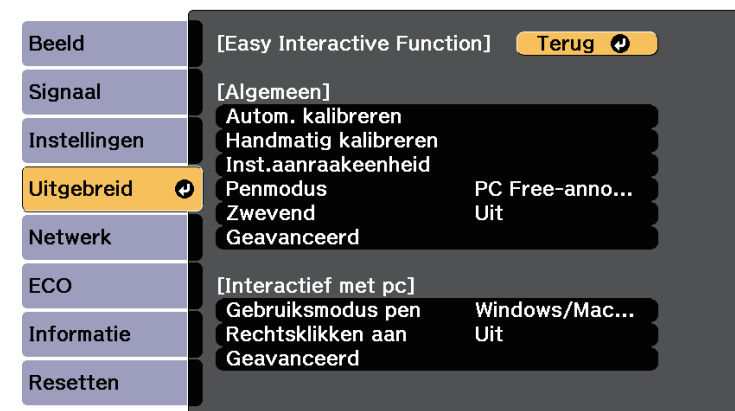 Beeld
Signaal
Instellingen
Uitgebreid
Netwerk
ECO
Informatie
Resetten
[Easy Interactive Function] Terug
[Algemeen]
Autom. kalibreren
Handmatig kalibreren
Inst.aanraakeenheid
Penmodus PC Free-anno...
Zwevend Uit
Geavanceerd
[Interactief met pc]
Gebruiksmodus pen Windows/Mac...
Rechtsklikken aan Uit
Geavanceerd